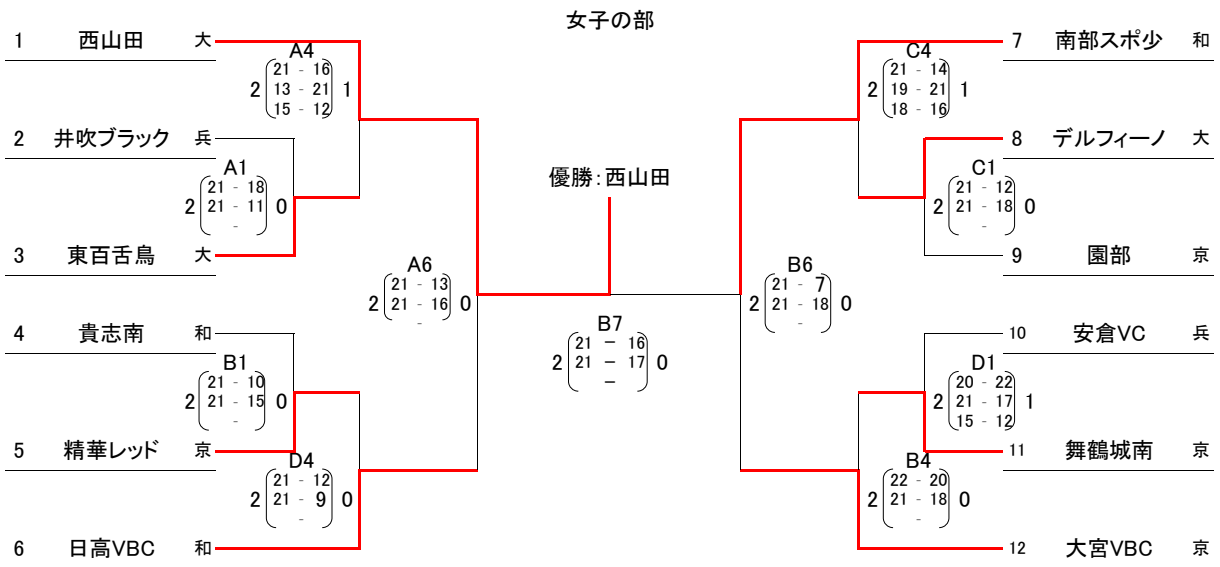 女子の部
1 西山田 大
A4
21 - 16
2 13 - 21 1
15 - 12
2 井吹ブラック 兵
A1
21 - 18
2 21 - 11 0
-
3 東百舌鳥 大
A6
21 - 13
2 21 - 16 0
-
4 貴志南 和
B1
21 - 10
2 21 - 15 0
-
5 精華レッド 京
D4
21 - 12
2 21 - 9 0
-
6 日高VBC 和
優勝:西山田
B7
21 - 16
2 21 - 17 0
-
7 南部スポ少 和
C4
21 - 14
2 19 - 21 1
18 - 16
8 デルフィーノ 大
C1
21 - 12
2 21 - 18 0
-
9 園部 京
B6
21 - 7
2 21 - 18 0
-
10 安倉VC 兵
D1
20 - 22
2 21 - 17 1
15 - 12
11 舞鶴城南 京
B4
22 - 20
2 21 - 18 0
-
12 大宮VBC 京